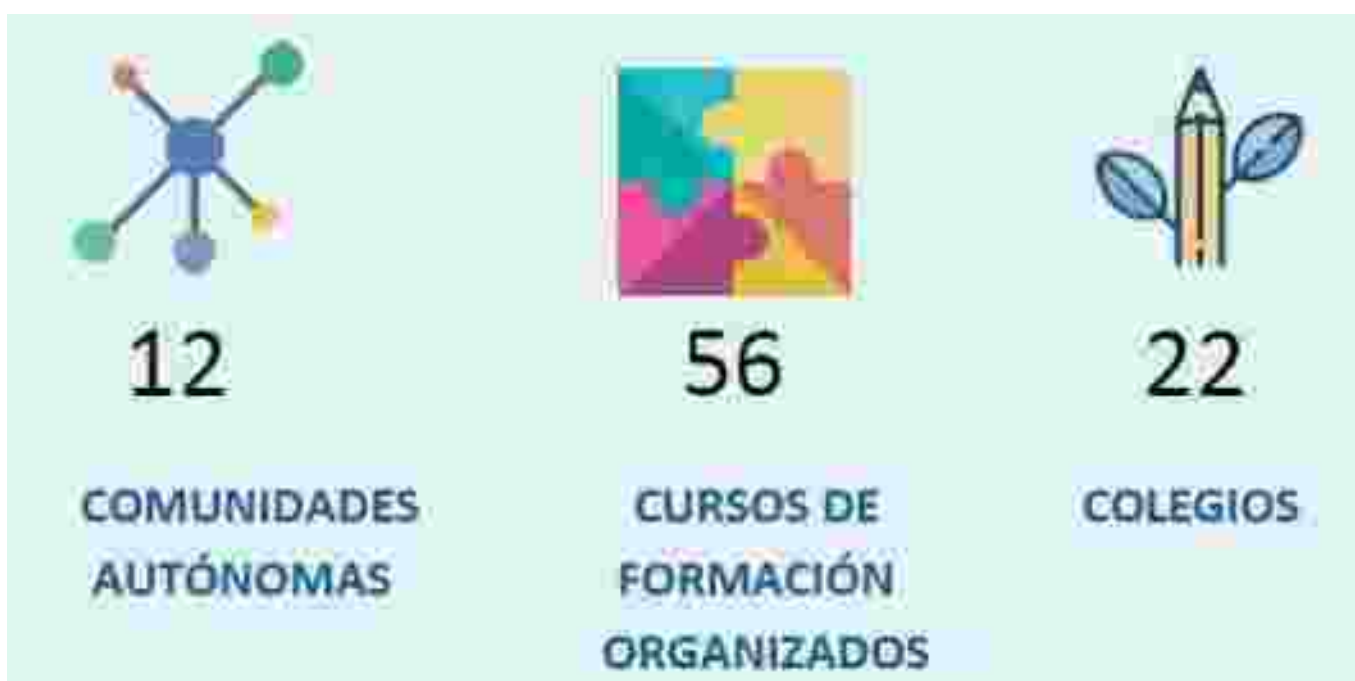 12
COMUNIDADES
AUTÓNOMAS
56
CURSOS DE
FORMACIÓN
ORGANIZADOS
22
COLEGIOS